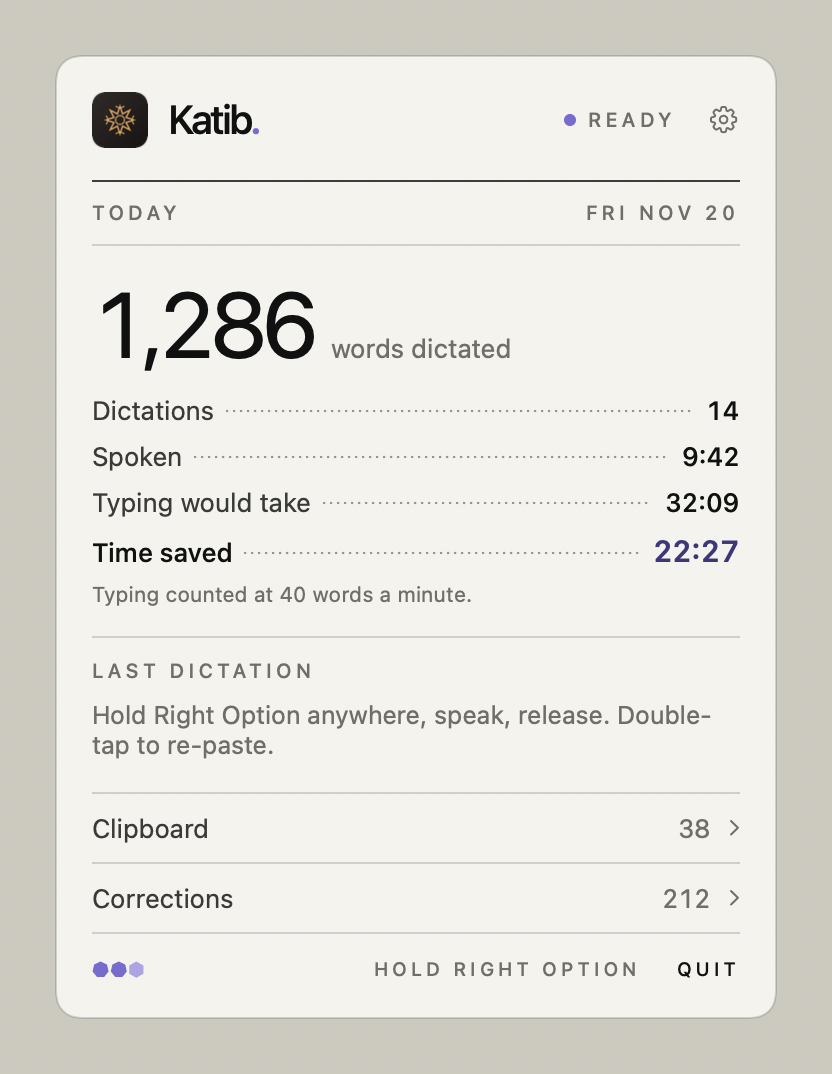 Katib.
READY
TODAY
FRI NOV 20
1,286 words dictated
Dictations 14
Spoken 9:42
Typing would take 32:09
Time saved 22:27
Typing counted at 40 words a minute.
LAST DICTATION
Hold Right Option anywhere, speak, release. Double-
tap to re-paste.
Clipboard 38
Corrections 212
HOLD RIGHT OPTION
QUIT